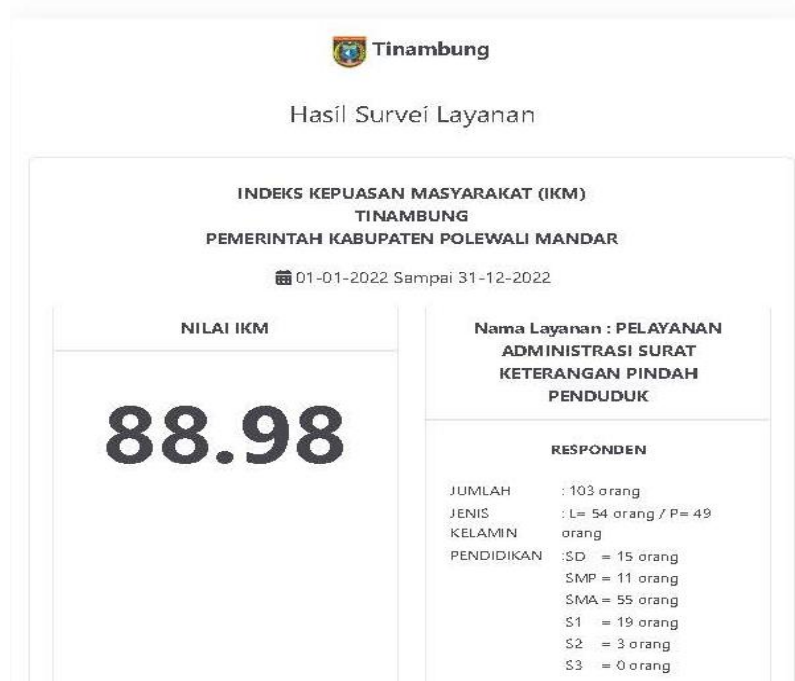 Tinambung
Hasil Survei Layanan
INDEKS KEPUASAN MASYARAKAT (IKM)
TINAMBUNG
PEMERINTAH KABUPATEN POLEWALI MANDAR
01-01-2022 Sampai 31-12-2022
NILAI IKM
88.98
Nama Layanan : PELAYANAN
ADMINISTRASI SURAT
KETERANGAN PINDAH
PENDUDUK
RESPONDEN
JUMLAH : 103 orang
JENIS : L= 54 orang / P= 49
KELAMIN orang
PENDIDIKAN :SD = 15 orang
SMP = 11 orang
SMA = 55 orang
S1 = 19 orang
S2 = 3 orang
S3 = 0 orang